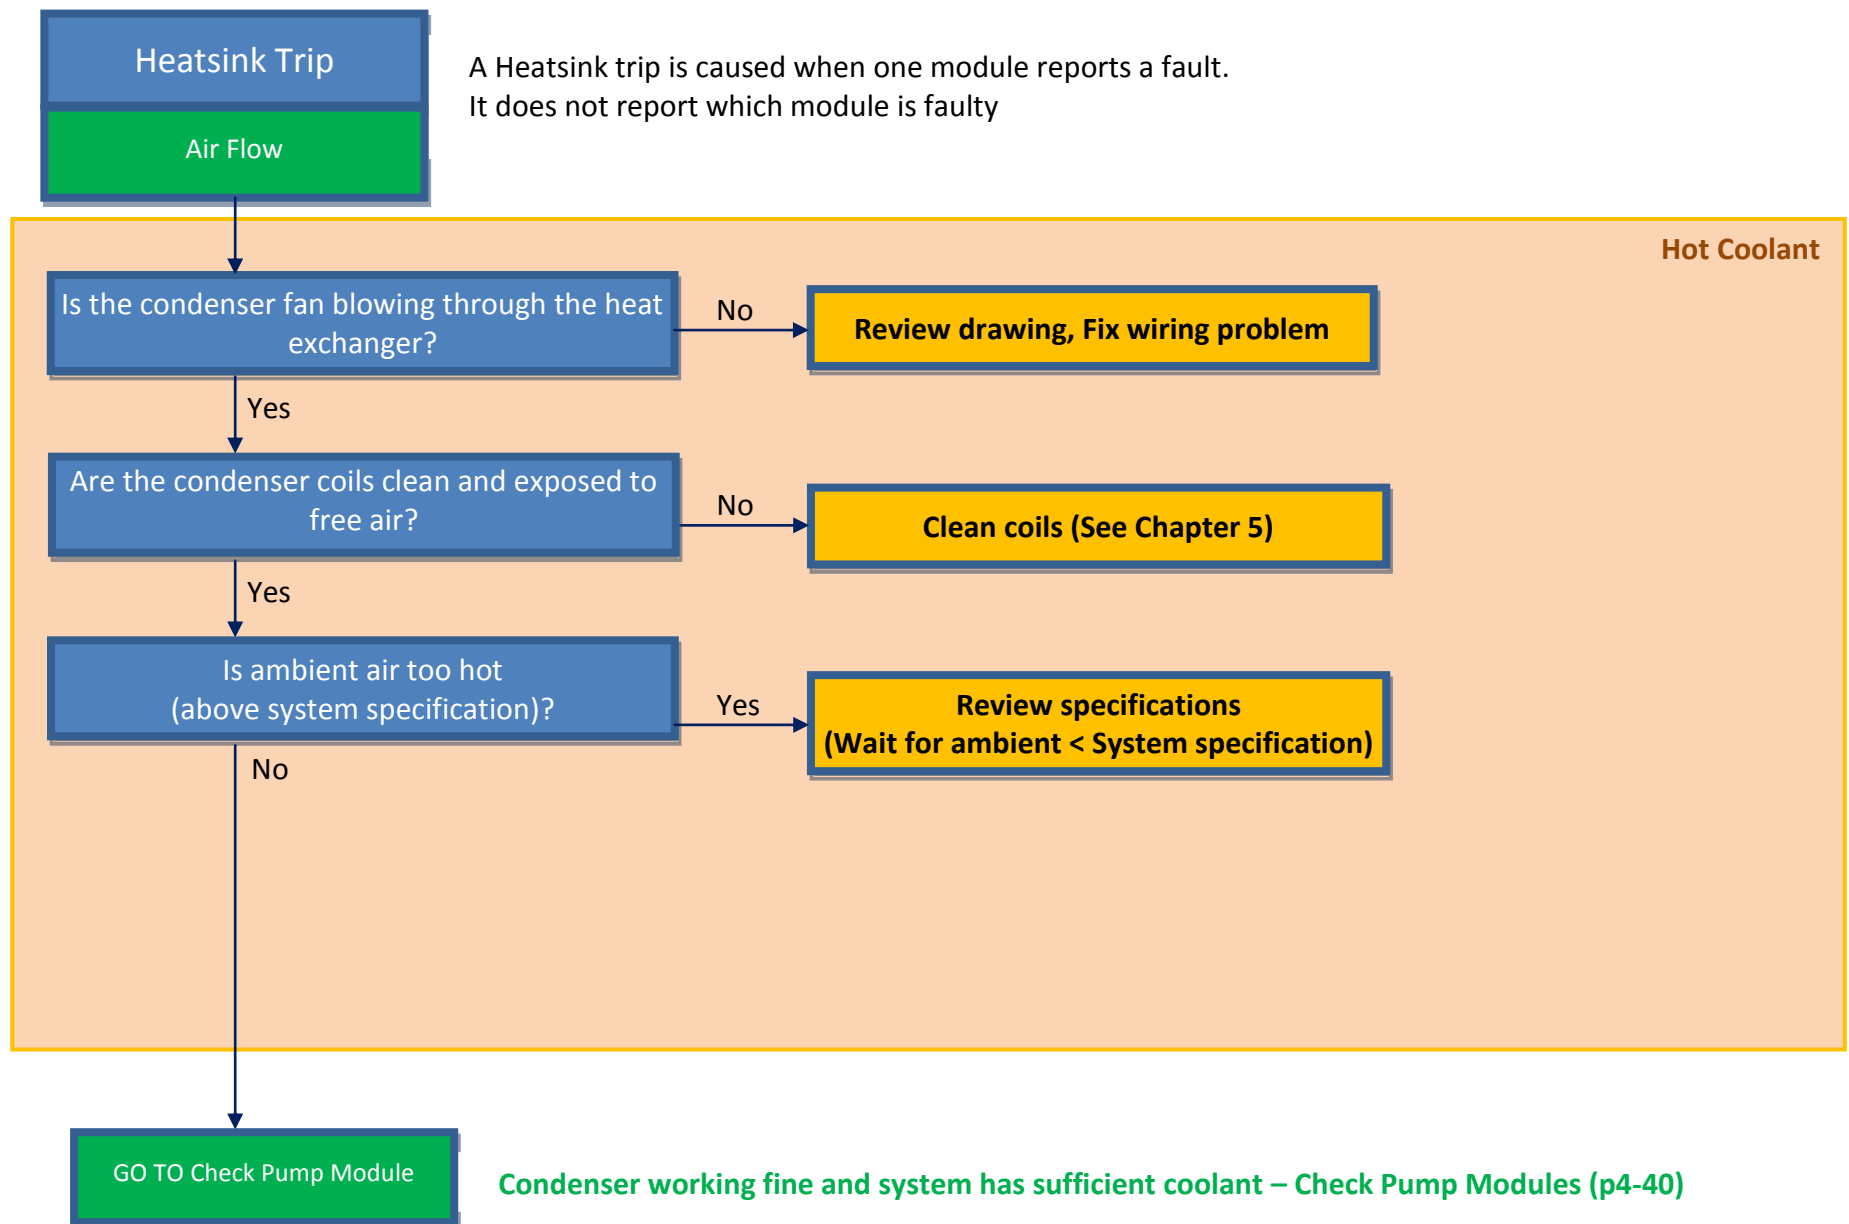 Heatsink Trip
Air Flow
A Heatsink trip is caused when one module reports a fault.
It does not report which module is faulty
Hot Coolant
Is the condenser fan blowing through the heat
exchanger?
No
Review drawing, Fix wiring problem
Yes
Are the condenser coils clean and exposed to
free air?
No
Clean coils (See Chapter 5)
Yes
Is ambient air too hot
(above system specification)?
Yes
Review specifications
(Wait for ambient < System specification)
No
GO TO Check Pump Module
Condenser working fine and system has sufficient coolant – Check Pump Modules (p4-40)